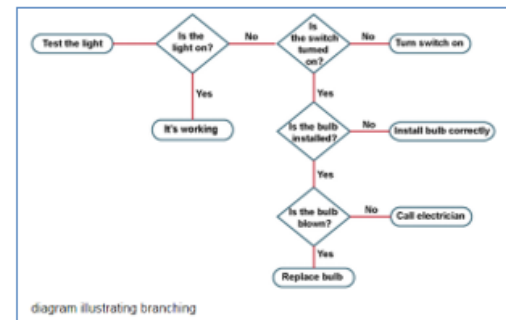 Test the light
Is the
light on?
No
Is
the switch
turned
on?
No
Turn switch on
Yes
It's working
Yes
Is the bulb
installed?
No
Install bulb correctly
Yes
Is the bulb
blown?
No
Call electrician
Yes
Replace bulb
diagram illustrating branching